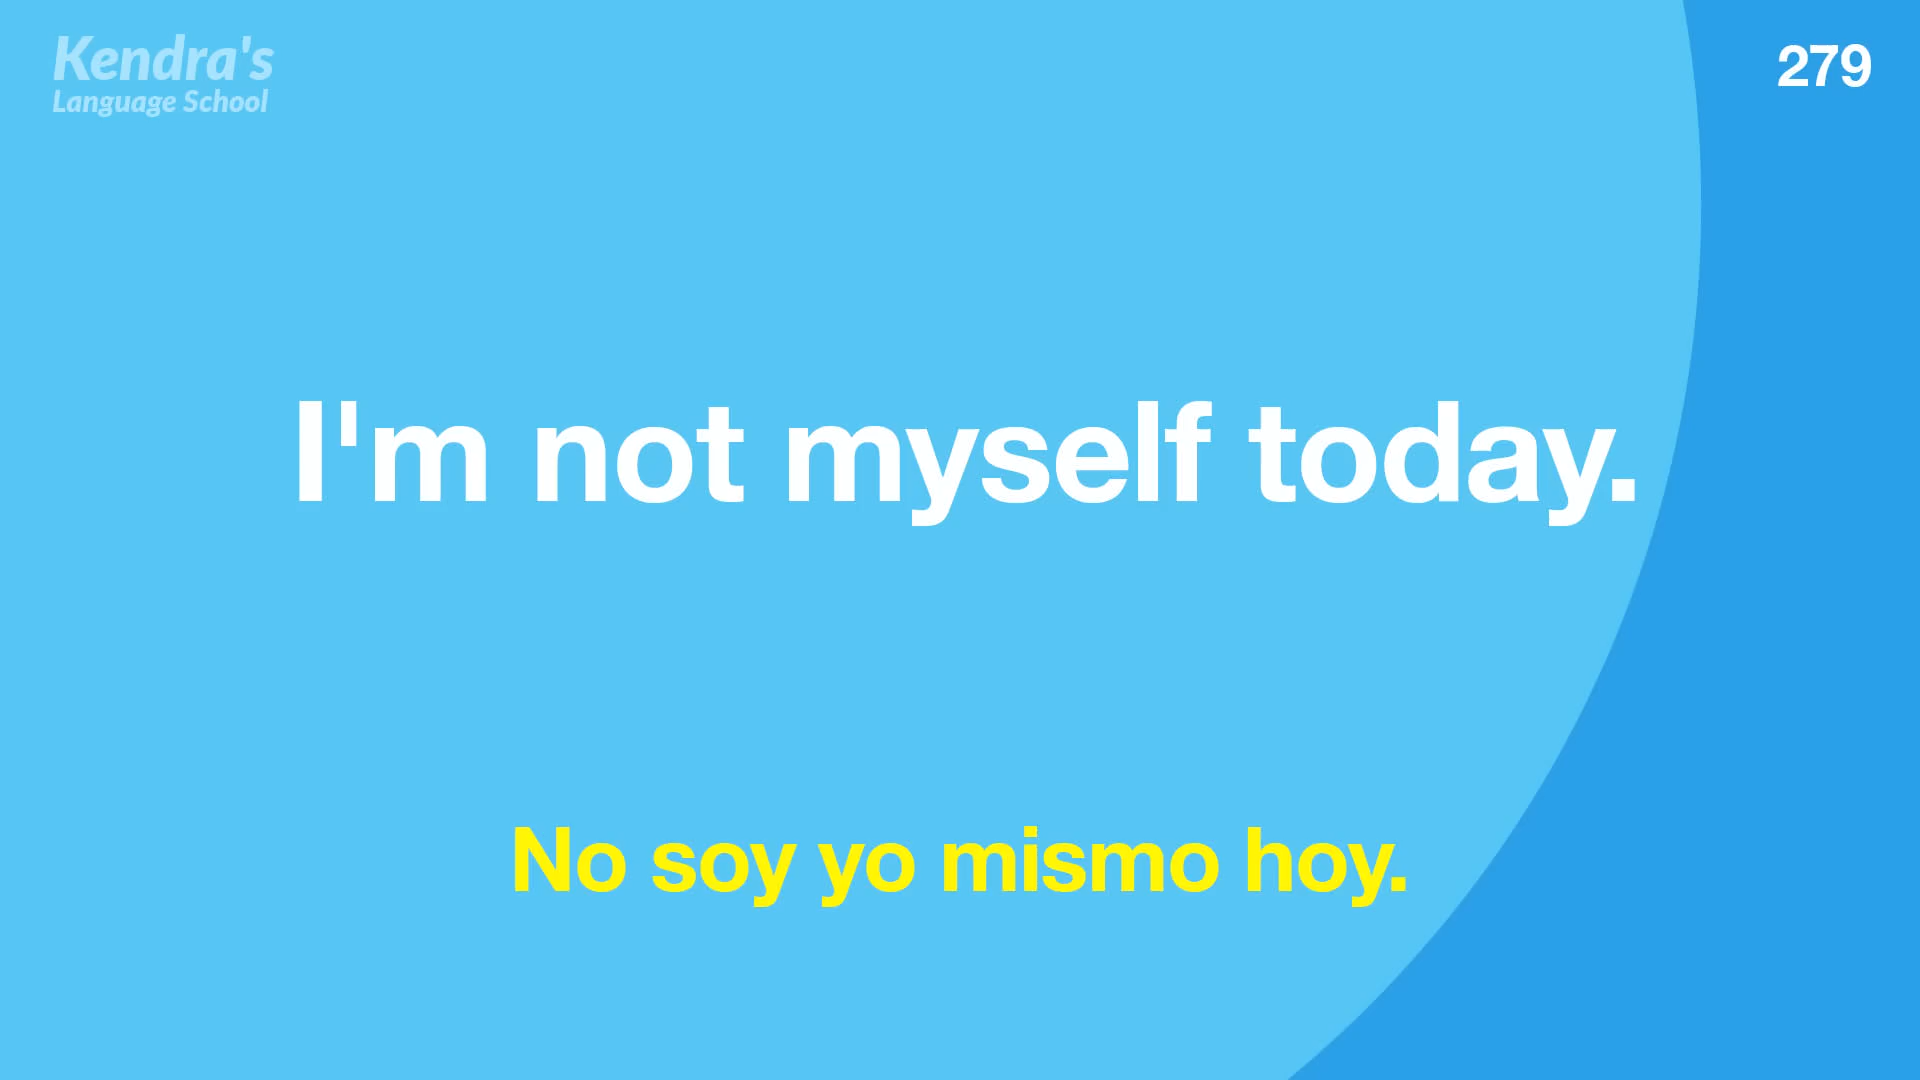 Kendra's
Language School
279
I'm not myself today.
No soy yo mismo hoy.